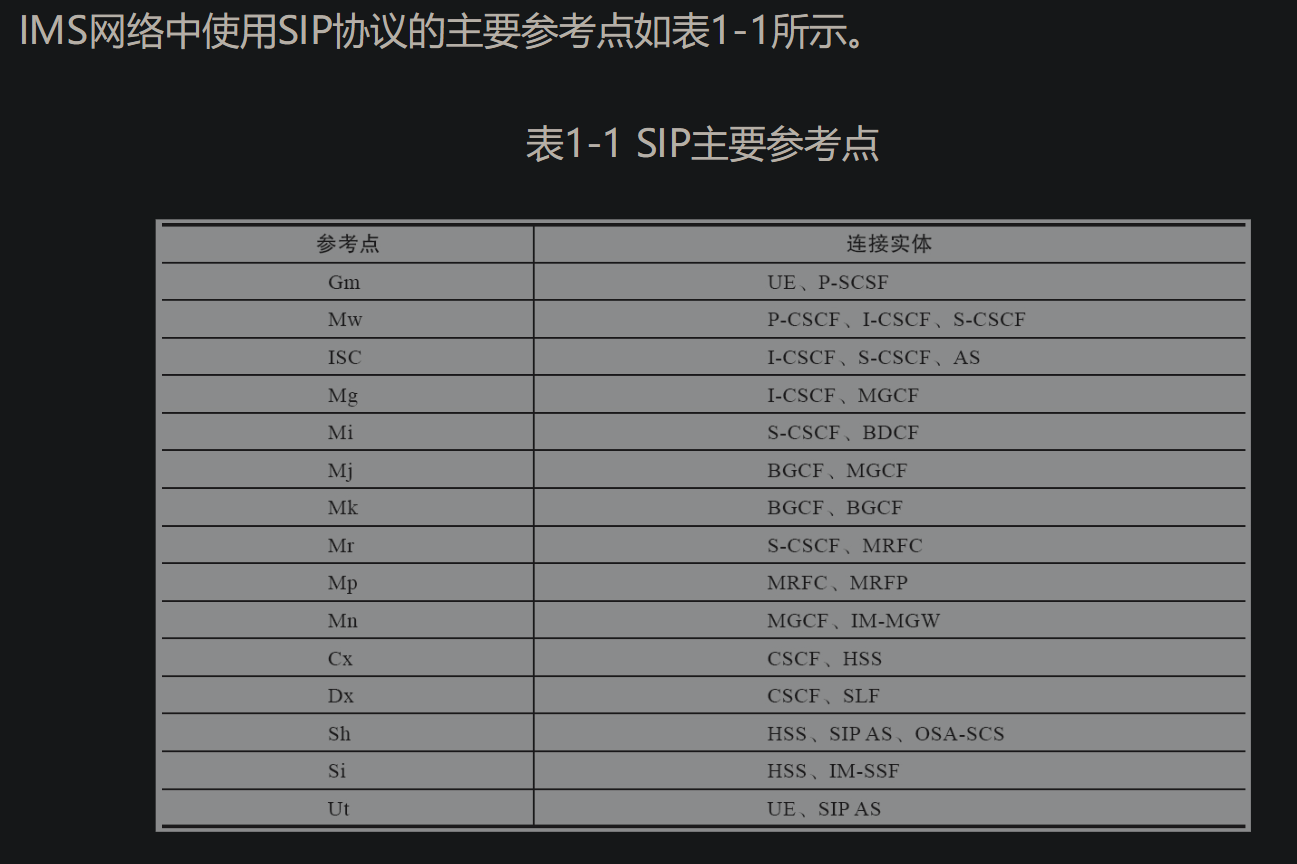 IMS网络中使用SIP协议的主要参考点如表1-1所示。
表1-1 SIP主要参考点
参考点 连接实体
Gm UE、P-SCSF
Mw P-CSCF、I-CSCF、S-CSCF
ISC I-CSCF、S-CSCF、AS
Mg I-CSCF、MGCF
Mi S-CSCF、BDCF
Mj BGCF、MGCF
Mk BGCF、BGCF
Mr S-CSCF、MRFC
Mp MRFC、MRFP
Mn MGCF、IM-MGW
Cx CSCF、HSS
Dx CSCF、SLF
Sh HSS、SIP AS、OSA-SCS
Si HSS、IM-SSF
Ut UE、SIP AS